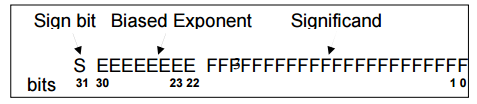 Sign bit Biased Exponent Significand
S EEEEEEEE FFFFFFFFFFFFFFFFFFFFFFF
bits 31 30 23 22 1 0